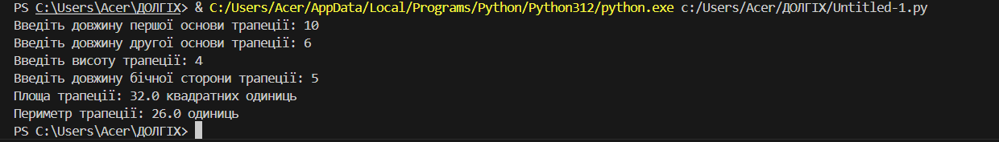 PS C:\Users\Acer\ДОЛГІХ> & C:/Users/Acer/AppData/Local/Programs/Python/Python312/python.exe c:/Users/Acer/ДОЛГІХ/Untitled-1.py
Введіть довжину першої основи трапеції: 10
Введіть довжину другої основи трапеції: 6
Введіть висоту трапеції: 4
Введіть довжину бічної сторони трапеції: 5
Площа трапеції: 32.0 квадратних одиниць
Периметр трапеції: 26.0 одиниць
PS C:\Users\Acer\ДОЛГІХ>